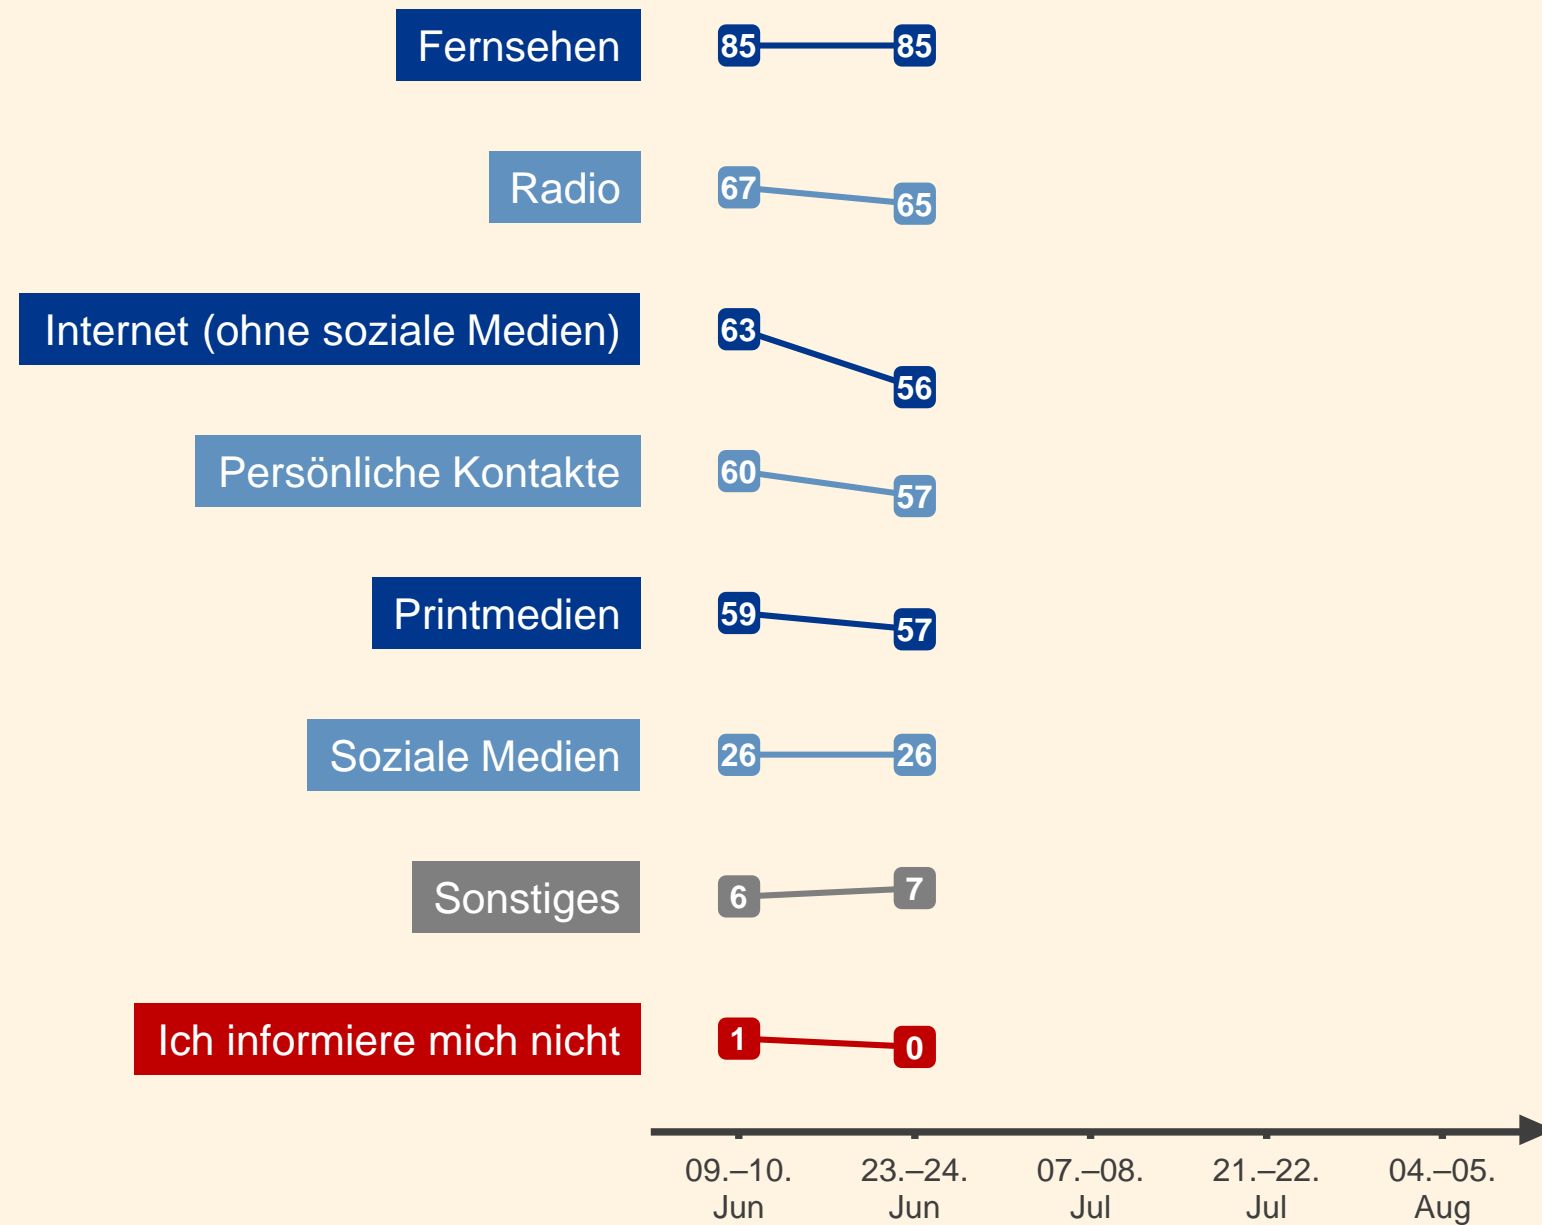 Fernsehen 85 85
Radio 67 65
Internet (ohne soziale Medien) 63 56
Persönliche Kontakte 60 57
Printmedien 59 57
Soziale Medien 26 26
Sonstiges 6 7
Ich informiere mich nicht 1 0
09.–10. 23.–24. 07.–08. 21.–22. 04.–05.
Jun Jun Jul Jul Aug